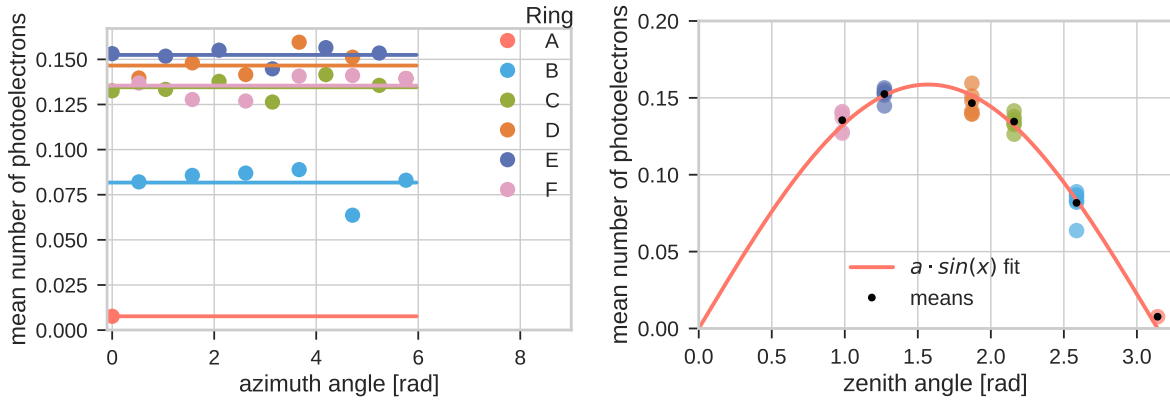 Ring
A
B
C
D
E
F
mean number of photoelectrons
0.150
0.125
0.100
0.075
0.050
0.025
0.000
0
2
4
6
8
azimuth angle [rad]
mean number of photoelectrons
0.20
0.15
0.10
0.05
0.00
a · sin(x) fit
means
0.0
0.5
1.0
1.5
2.0
2.5
3.0
zenith angle [rad]